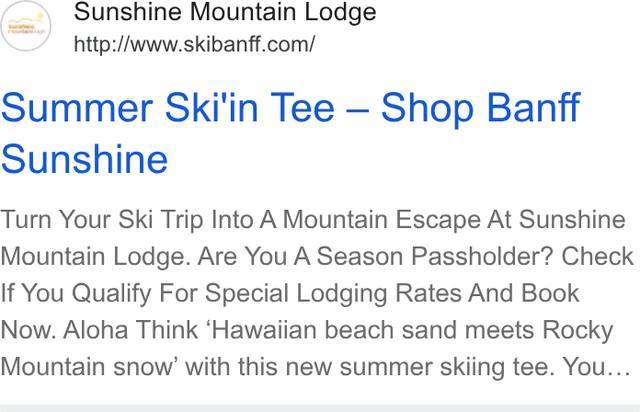 Sunshine Mountain Lodge
http://www.skibanff.com/
Summer Ski'in Tee – Shop Banff
Sunshine
Turn Your Ski Trip Into A Mountain Escape At Sunshine
Mountain Lodge. Are You A Season Passholder? Check
If You Qualify For Special Lodging Rates And Book
Now. Aloha Think ‘Hawaiian beach sand meets Rocky
Mountain snow’ with this new summer skiing tee. You…